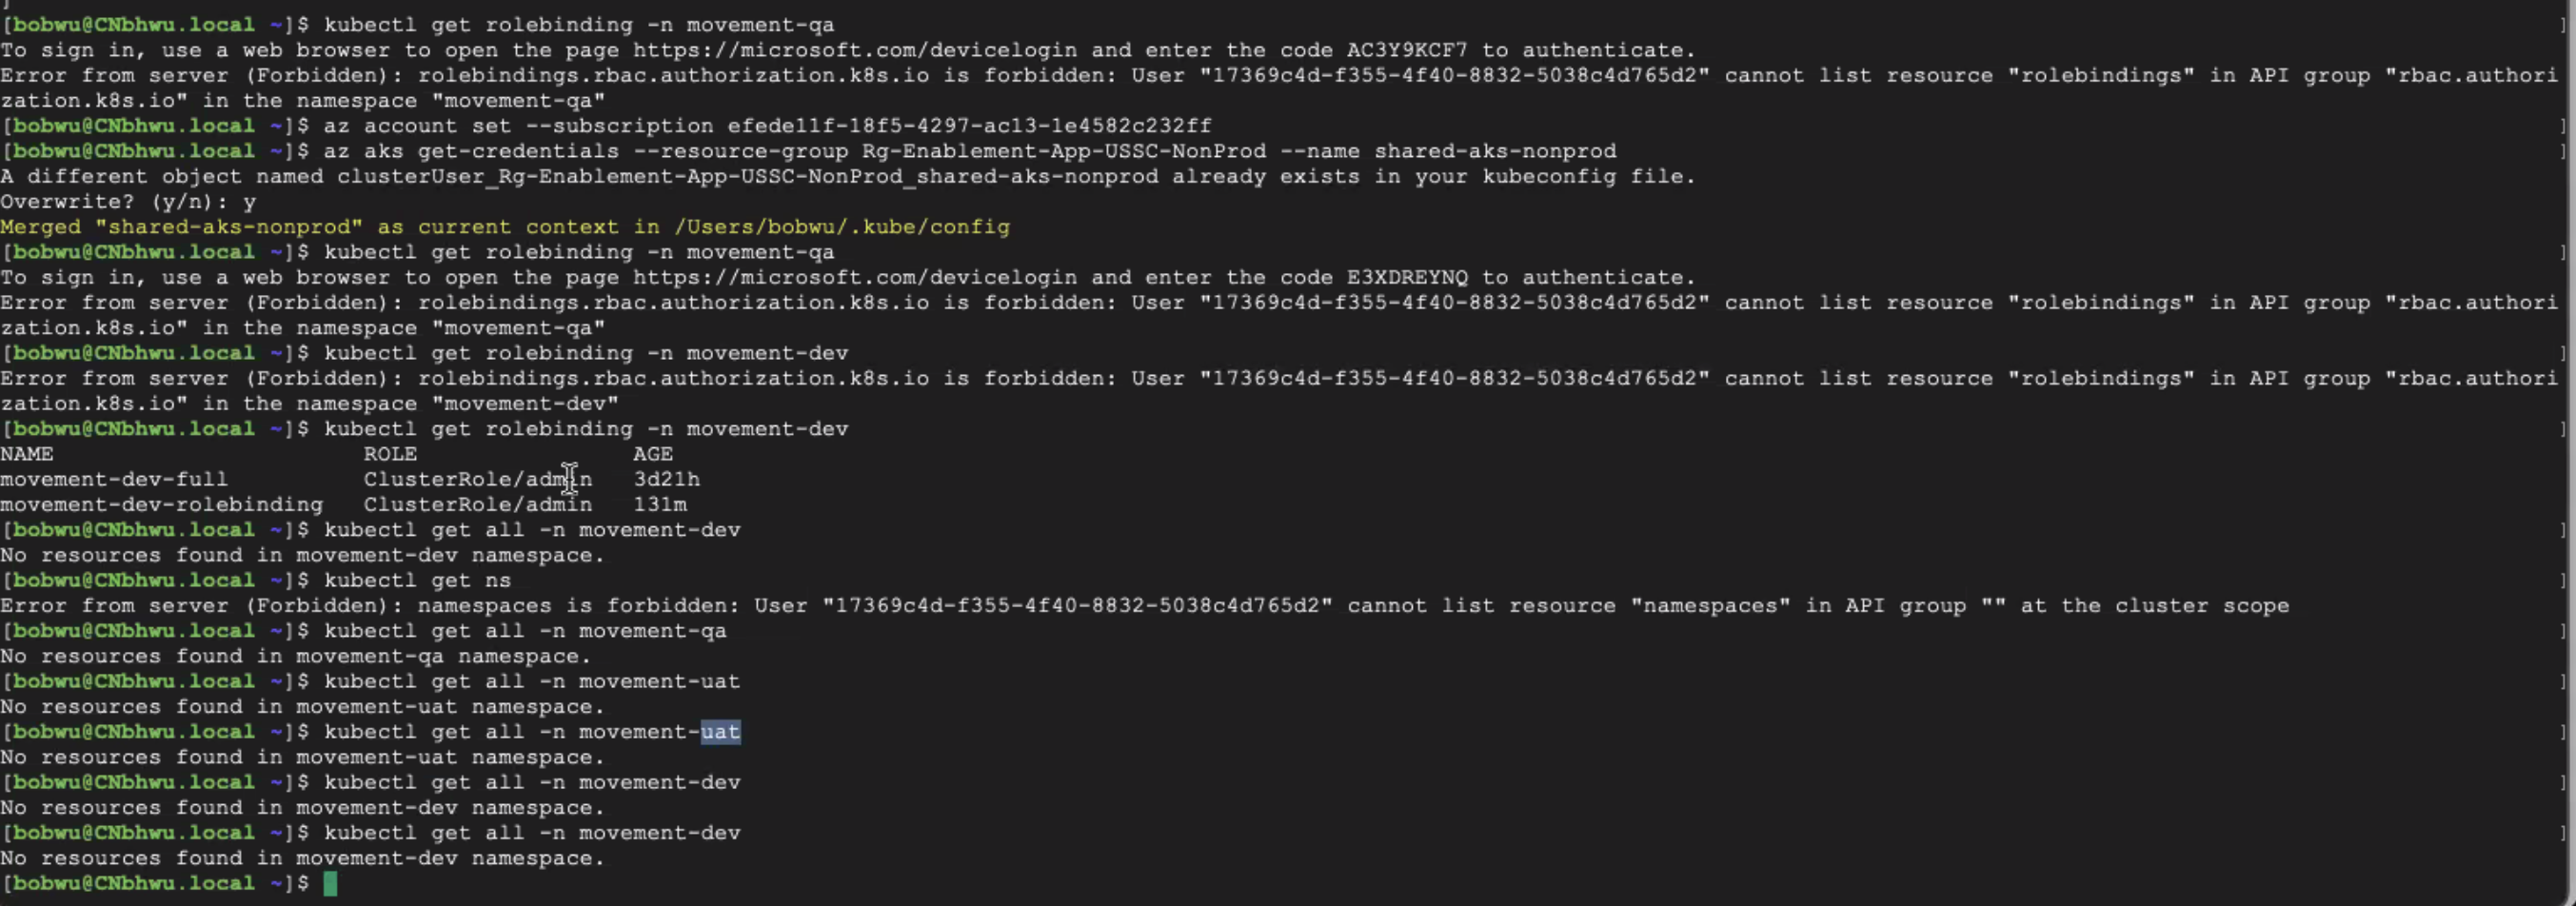 ]
[bobwu@CNbhwu.local ~]$ kubectl get rolebinding -n movement-qa ]
To sign in, use a web browser to open the page https://microsoft.com/devicelogin and enter the code AC3Y9KCF7 to authenticate.
Error from server (Forbidden): rolebindings.rbac.authorization.k8s.io is forbidden: User "17369c4d-f355-4f40-8832-5038c4d765d2" cannot list resource "rolebindings" in API group "rbac.authori
zation.k8s.io" in the namespace "movement-qa"
[bobwu@CNbhwu.local ~]$ az account set --subscription efede11f-18f5-4297-ac13-1e4582c232ff ]
[bobwu@CNbhwu.local ~]$ az aks get-credentials --resource-group Rg-Enablement-App-USSC-NonProd --name shared-aks-nonprod ]
A different object named clusterUser_Rg-Enablement-App-USSC-NonProd_shared-aks-nonprod already exists in your kubeconfig file.
Overwrite? (y/n): y
Merged "shared-aks-nonprod" as current context in /Users/bobwu/.kube/config
[bobwu@CNbhwu.local ~]$ kubectl get rolebinding -n movement-qa ]
To sign in, use a web browser to open the page https://microsoft.com/devicelogin and enter the code E3XDREYNQ to authenticate.
Error from server (Forbidden): rolebindings.rbac.authorization.k8s.io is forbidden: User "17369c4d-f355-4f40-8832-5038c4d765d2" cannot list resource "rolebindings" in API group "rbac.authori
zation.k8s.io" in the namespace "movement-qa"
[bobwu@CNbhwu.local ~]$ kubectl get rolebinding -n movement-dev ]
Error from server (Forbidden): rolebindings.rbac.authorization.k8s.io is forbidden: User "17369c4d-f355-4f40-8832-5038c4d765d2" cannot list resource "rolebindings" in API group "rbac.authori
zation.k8s.io" in the namespace "movement-dev"
[bobwu@CNbhwu.local ~]$ kubectl get rolebinding -n movement-dev ]
NAME ROLE AGE
movement-dev-full ClusterRole/admin 3d21h
movement-dev-rolebinding ClusterRole/admin 131m
[bobwu@CNbhwu.local ~]$ kubectl get all -n movement-dev ]
No resources found in movement-dev namespace.
[bobwu@CNbhwu.local ~]$ kubectl get ns ]
Error from server (Forbidden): namespaces is forbidden: User "17369c4d-f355-4f40-8832-5038c4d765d2" cannot list resource "namespaces" in API group "" at the cluster scope
[bobwu@CNbhwu.local ~]$ kubectl get all -n movement-qa ]
No resources found in movement-qa namespace.
[bobwu@CNbhwu.local ~]$ kubectl get all -n movement-uat ]
No resources found in movement-uat namespace.
[bobwu@CNbhwu.local ~]$ kubectl get all -n movement-uat ]
No resources found in movement-uat namespace.
[bobwu@CNbhwu.local ~]$ kubectl get all -n movement-dev ]
No resources found in movement-dev namespace.
[bobwu@CNbhwu.local ~]$ kubectl get all -n movement-dev ]
No resources found in movement-dev namespace.
[bobwu@CNbhwu.local ~]$